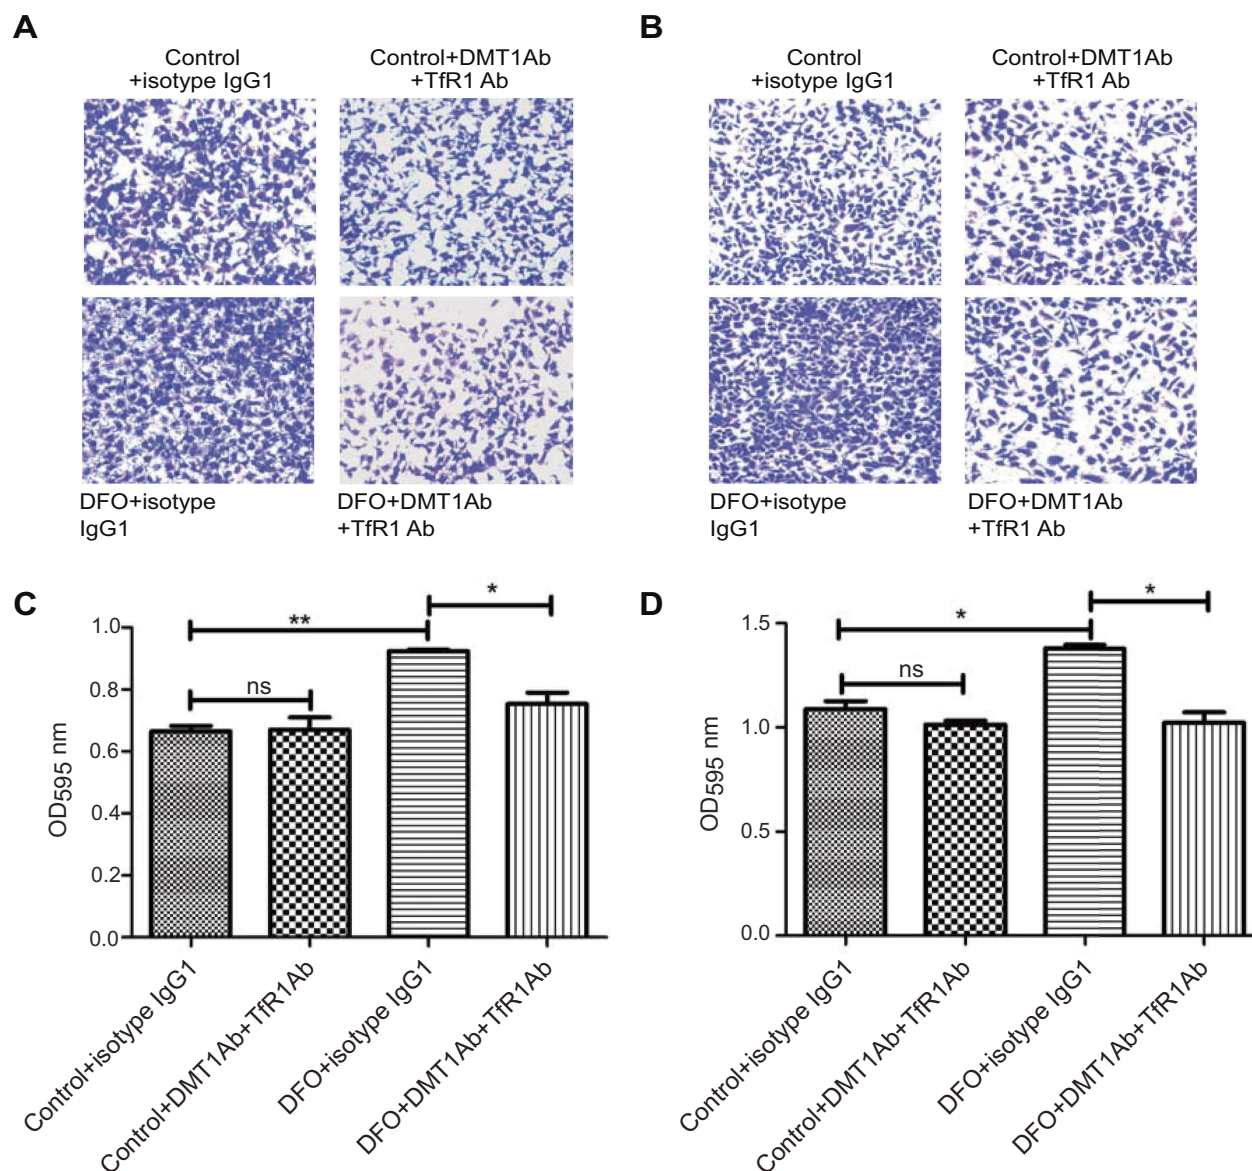 A
Control
+isotype IgG1
Control+DMT1Ab
+TfR1 Ab
DFO+isotype
IgG1
DFO+DMT1Ab
+TfR1 Ab
B
Control
+isotype IgG1
Control+DMT1Ab
+TfR1 Ab
DFO+isotype
IgG1
DFO+DMT1Ab
+TfR1 Ab
C
OD595 nm
1.0
0.8
0.6
0.4
0.2
0.0
ns
**
*
Control+isotype IgG1
Control+DMT1Ab+TfR1Ab
DFO+isotype IgG1
DFO+DMT1Ab+TfR1Ab
D
OD595 nm
1.5
1.0
0.5
0.0
ns
*
*
Control+isotype IgG1
Control+DMT1Ab+TfR1Ab
DFO+isotype IgG1
DFO+DMT1Ab+TfR1Ab